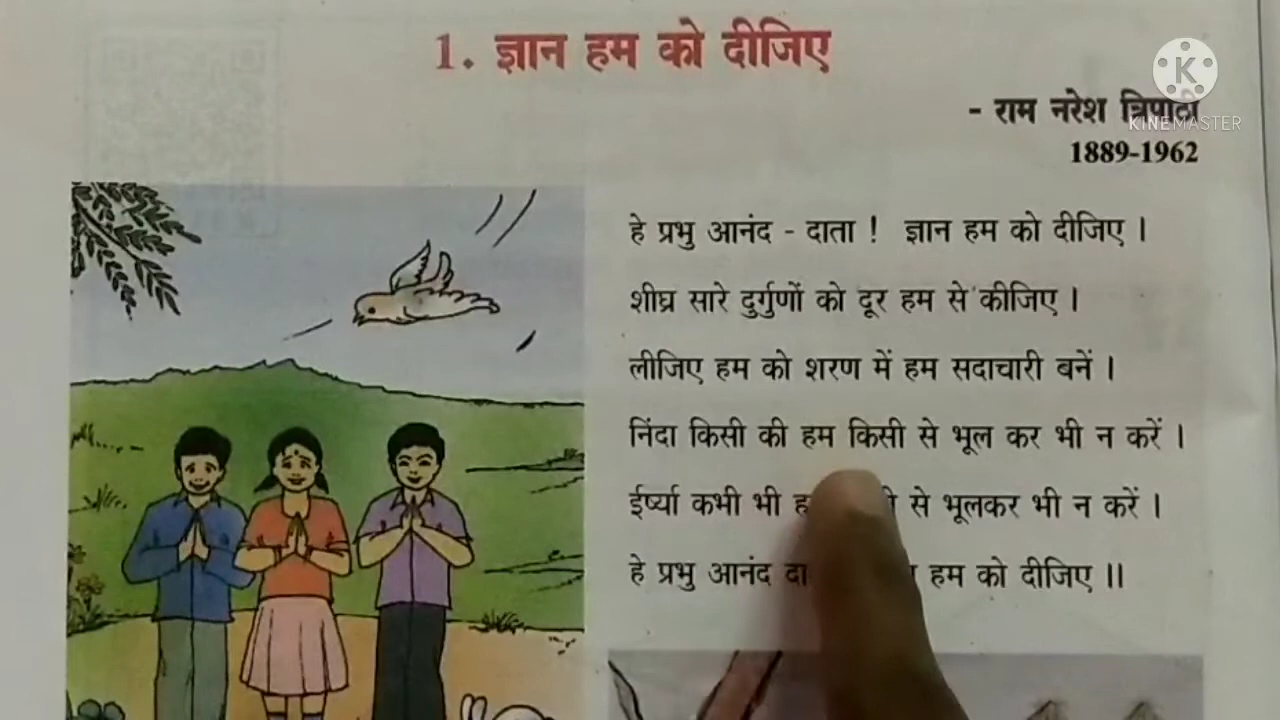 1. ज्ञान हम को दीजिए
K
KINEMASTER
- राम नरेश त्रिपाठी
1889-1962
हे प्रभु आनंद - दाता ! ज्ञान हम को दीजिए ।
शीघ्र सारे दुर्गुणों को दूर हम से कीजिए ।
लीजिए हम को शरण में हम सदाचारी बनें ।
निंदा किसी की हम किसी से भूल कर भी न करें ।
ईर्ष्या कभी भी से भूलकर भी न करें ।
हे प्रभु आनंद हम को दीजिए ।।